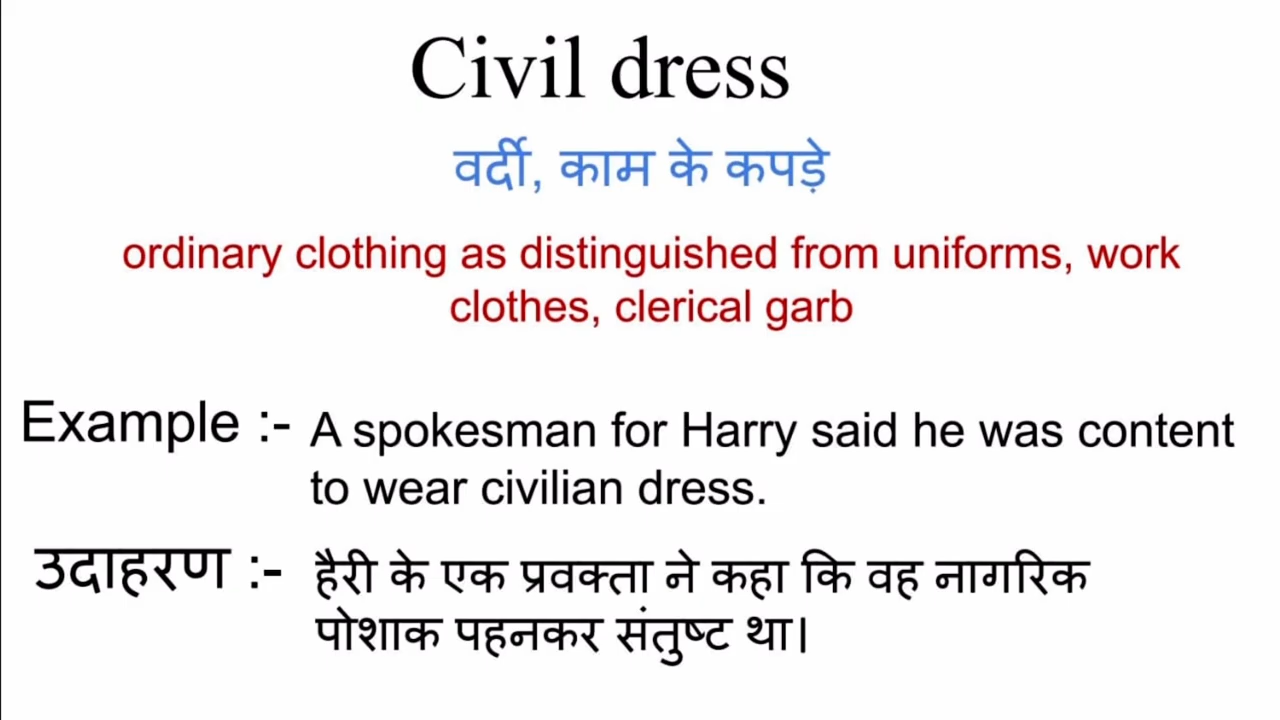 Civil dress
वर्दी, काम के कपड़े
ordinary clothing as distinguished from uniforms, work
clothes, clerical garb
Example :- A spokesman for Harry said he was content
to wear civilian dress.
उदाहरण :- हैरी के एक प्रवक्ता ने कहा कि वह नागरिक
पोशाक पहनकर संतुष्ट था।